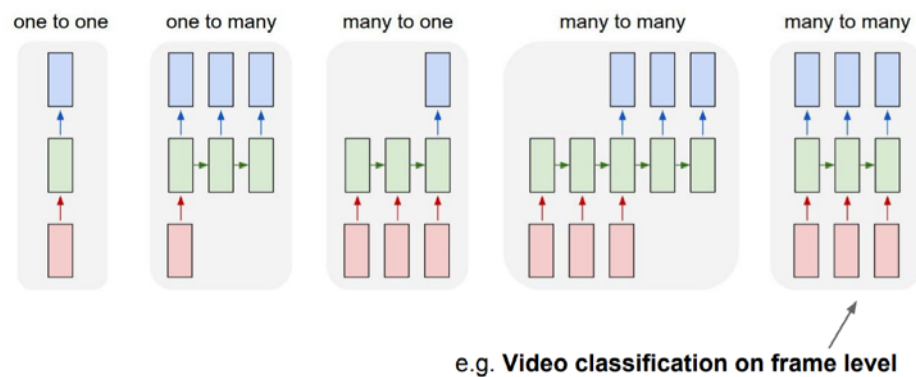 one to one
one to many
many to one
many to many
many to many
e.g. Video classification on frame level